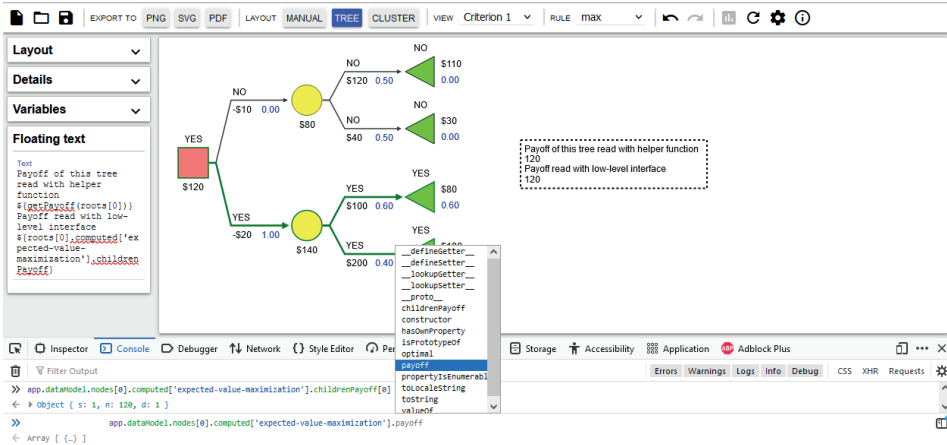 EXPORT TO PNG SVG PDF LAYOUT MANUAL TREE CLUSTER VIEW Criterion 1 RULE max
Layout
Details
Variables
Floating text
Text
Payoff of this tree
read with helper
function
${getPayoff(roots[0])}
Payoff read with low-
level interface
${roots[0].computed['ex
pected-value-
maximization'].children
Payoff}
NO
NO
$110
$120 0.50
0.00
NO
-$10 0.00
$80
NO
NO
$30
$40 0.50
0.00
YES
$120
YES
YES
$80
$100 0.60
0.60
YES
-$20 1.00
$140
YES
YES
$200 0.40
Payoff of this tree read with helper function
120
Payoff read with low-level interface
120
__defineGetter__
__defineSetter__
__lookupGetter__
__lookupSetter__
__proto__
childrenPayoff
constructor
hasOwnProperty
isPrototypeOf
optimal
payoff
propertyIsEnumerabl
toLocaleString
toString
valueOf
Inspector Console Debugger Network {} Style Editor Per Storage Accessibility Application ABP Adblock Plus
Filter Output Errors Warnings Logs Info Debug CSS XHR Requests
app.dataModel.nodes[0].computed['expected-value-maximization'].childrenPayoff[0]
Object { s: 1, n: 120, d: 1 }
app.dataModel.nodes[0].computed['expected-value-maximization'].payoff
Array [ {…} ]